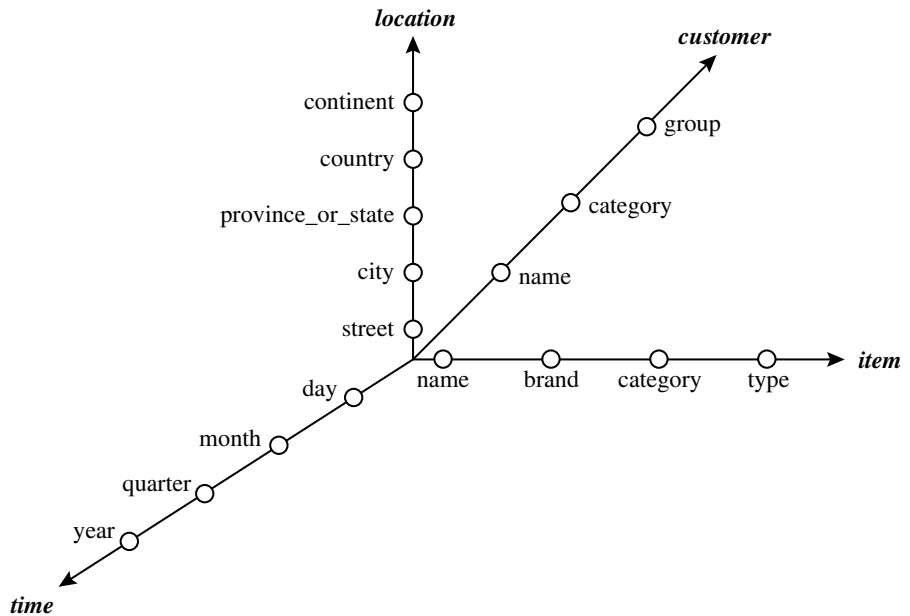 location
customer
continent
group
country
category
province_or_state
city
name
street
item
name
brand
category
type
day
month
quarter
year
time